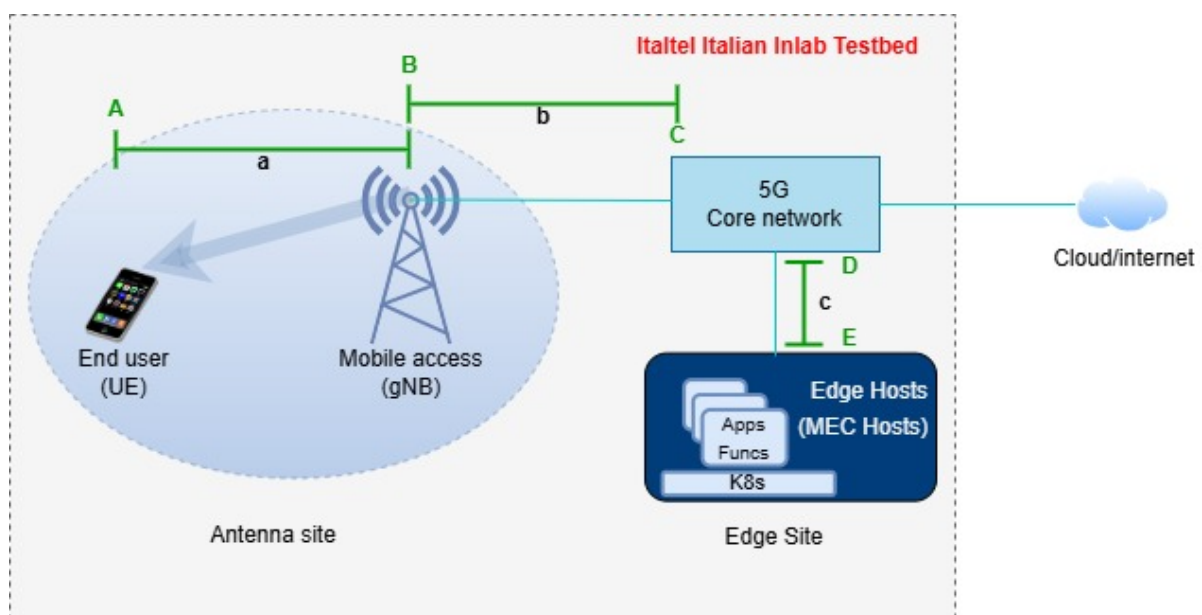 Italtel Italian Inlab Testbed
B
A
b
C
a
5G
Core network
Cloud/internet
D
c
E
End user
(UE)
Mobile access
(gNB)
Edge Hosts
(MEC Hosts)
Apps
Funcs
K8s
Antenna site
Edge Site